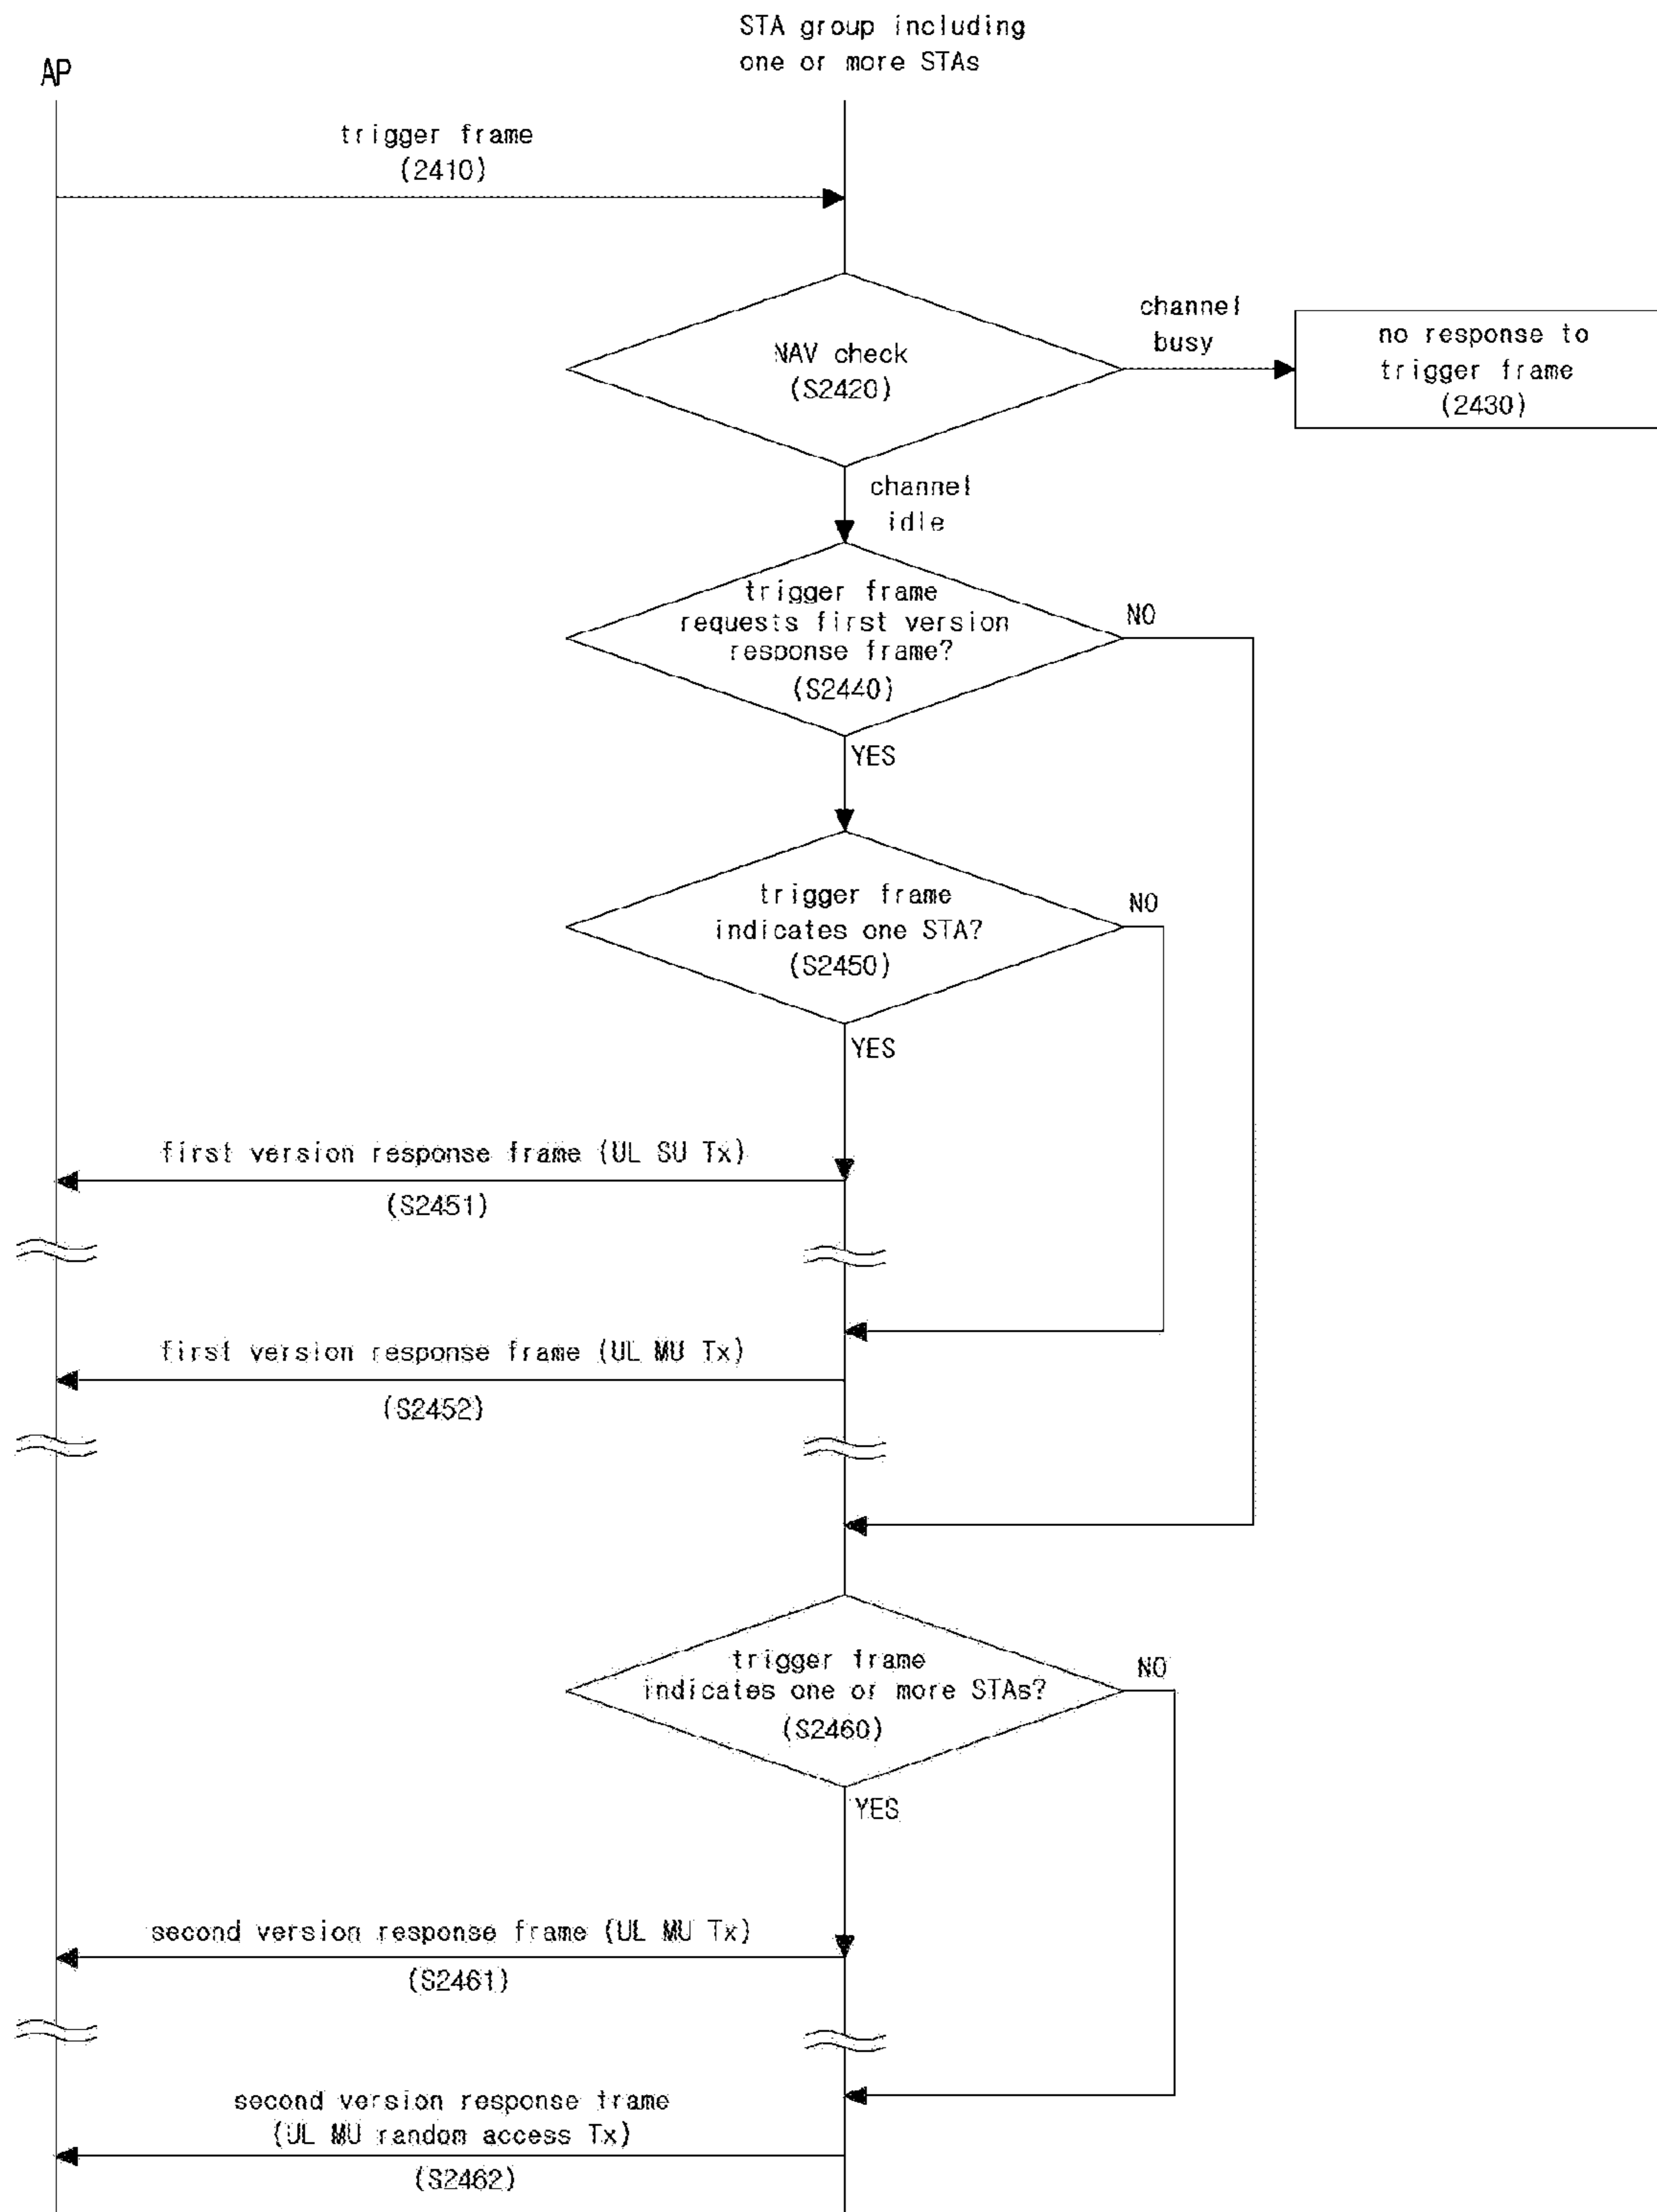 STA group including
one or more STAs
AP
trigger frame
(2410)
channel
busy
NAV check
(S2420)
no response to
trigger frame
(2430)
channel
idle
trigger frame
requests first version
response frame?
(S2440)
NO
YES
trigger frame
indicates one STA?
(S2450)
NO
YES
first version response frame (UL SU Tx)
(S2451)
first version response frame (UL MU Tx)
(S2452)
trigger frame
indicates one or more STAs?
(S2460)
NO
YES
second version response frame (UL MU Tx)
(S2461)
second version response frame
(UL MU random access Tx)
(S2462)